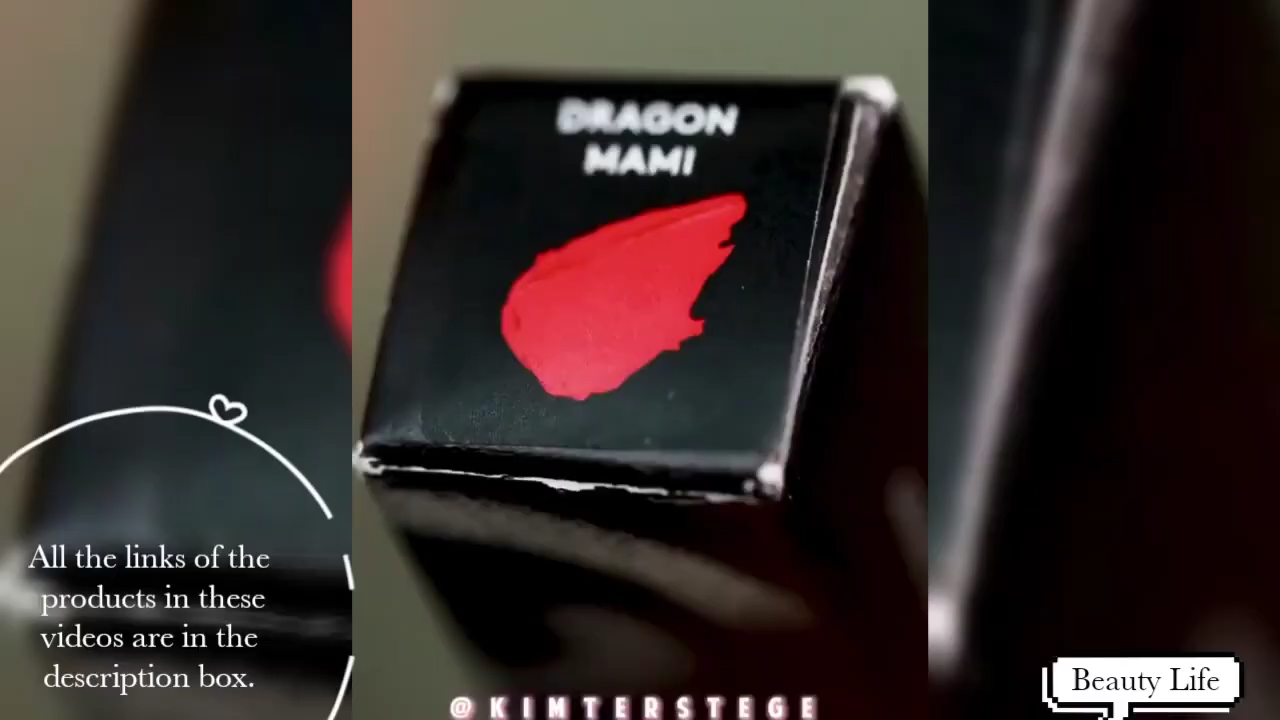 DRAGON
MAMI
All the links of the
products in these
videos are in the
description box.
@KIMTERSTEGE
Beauty Life